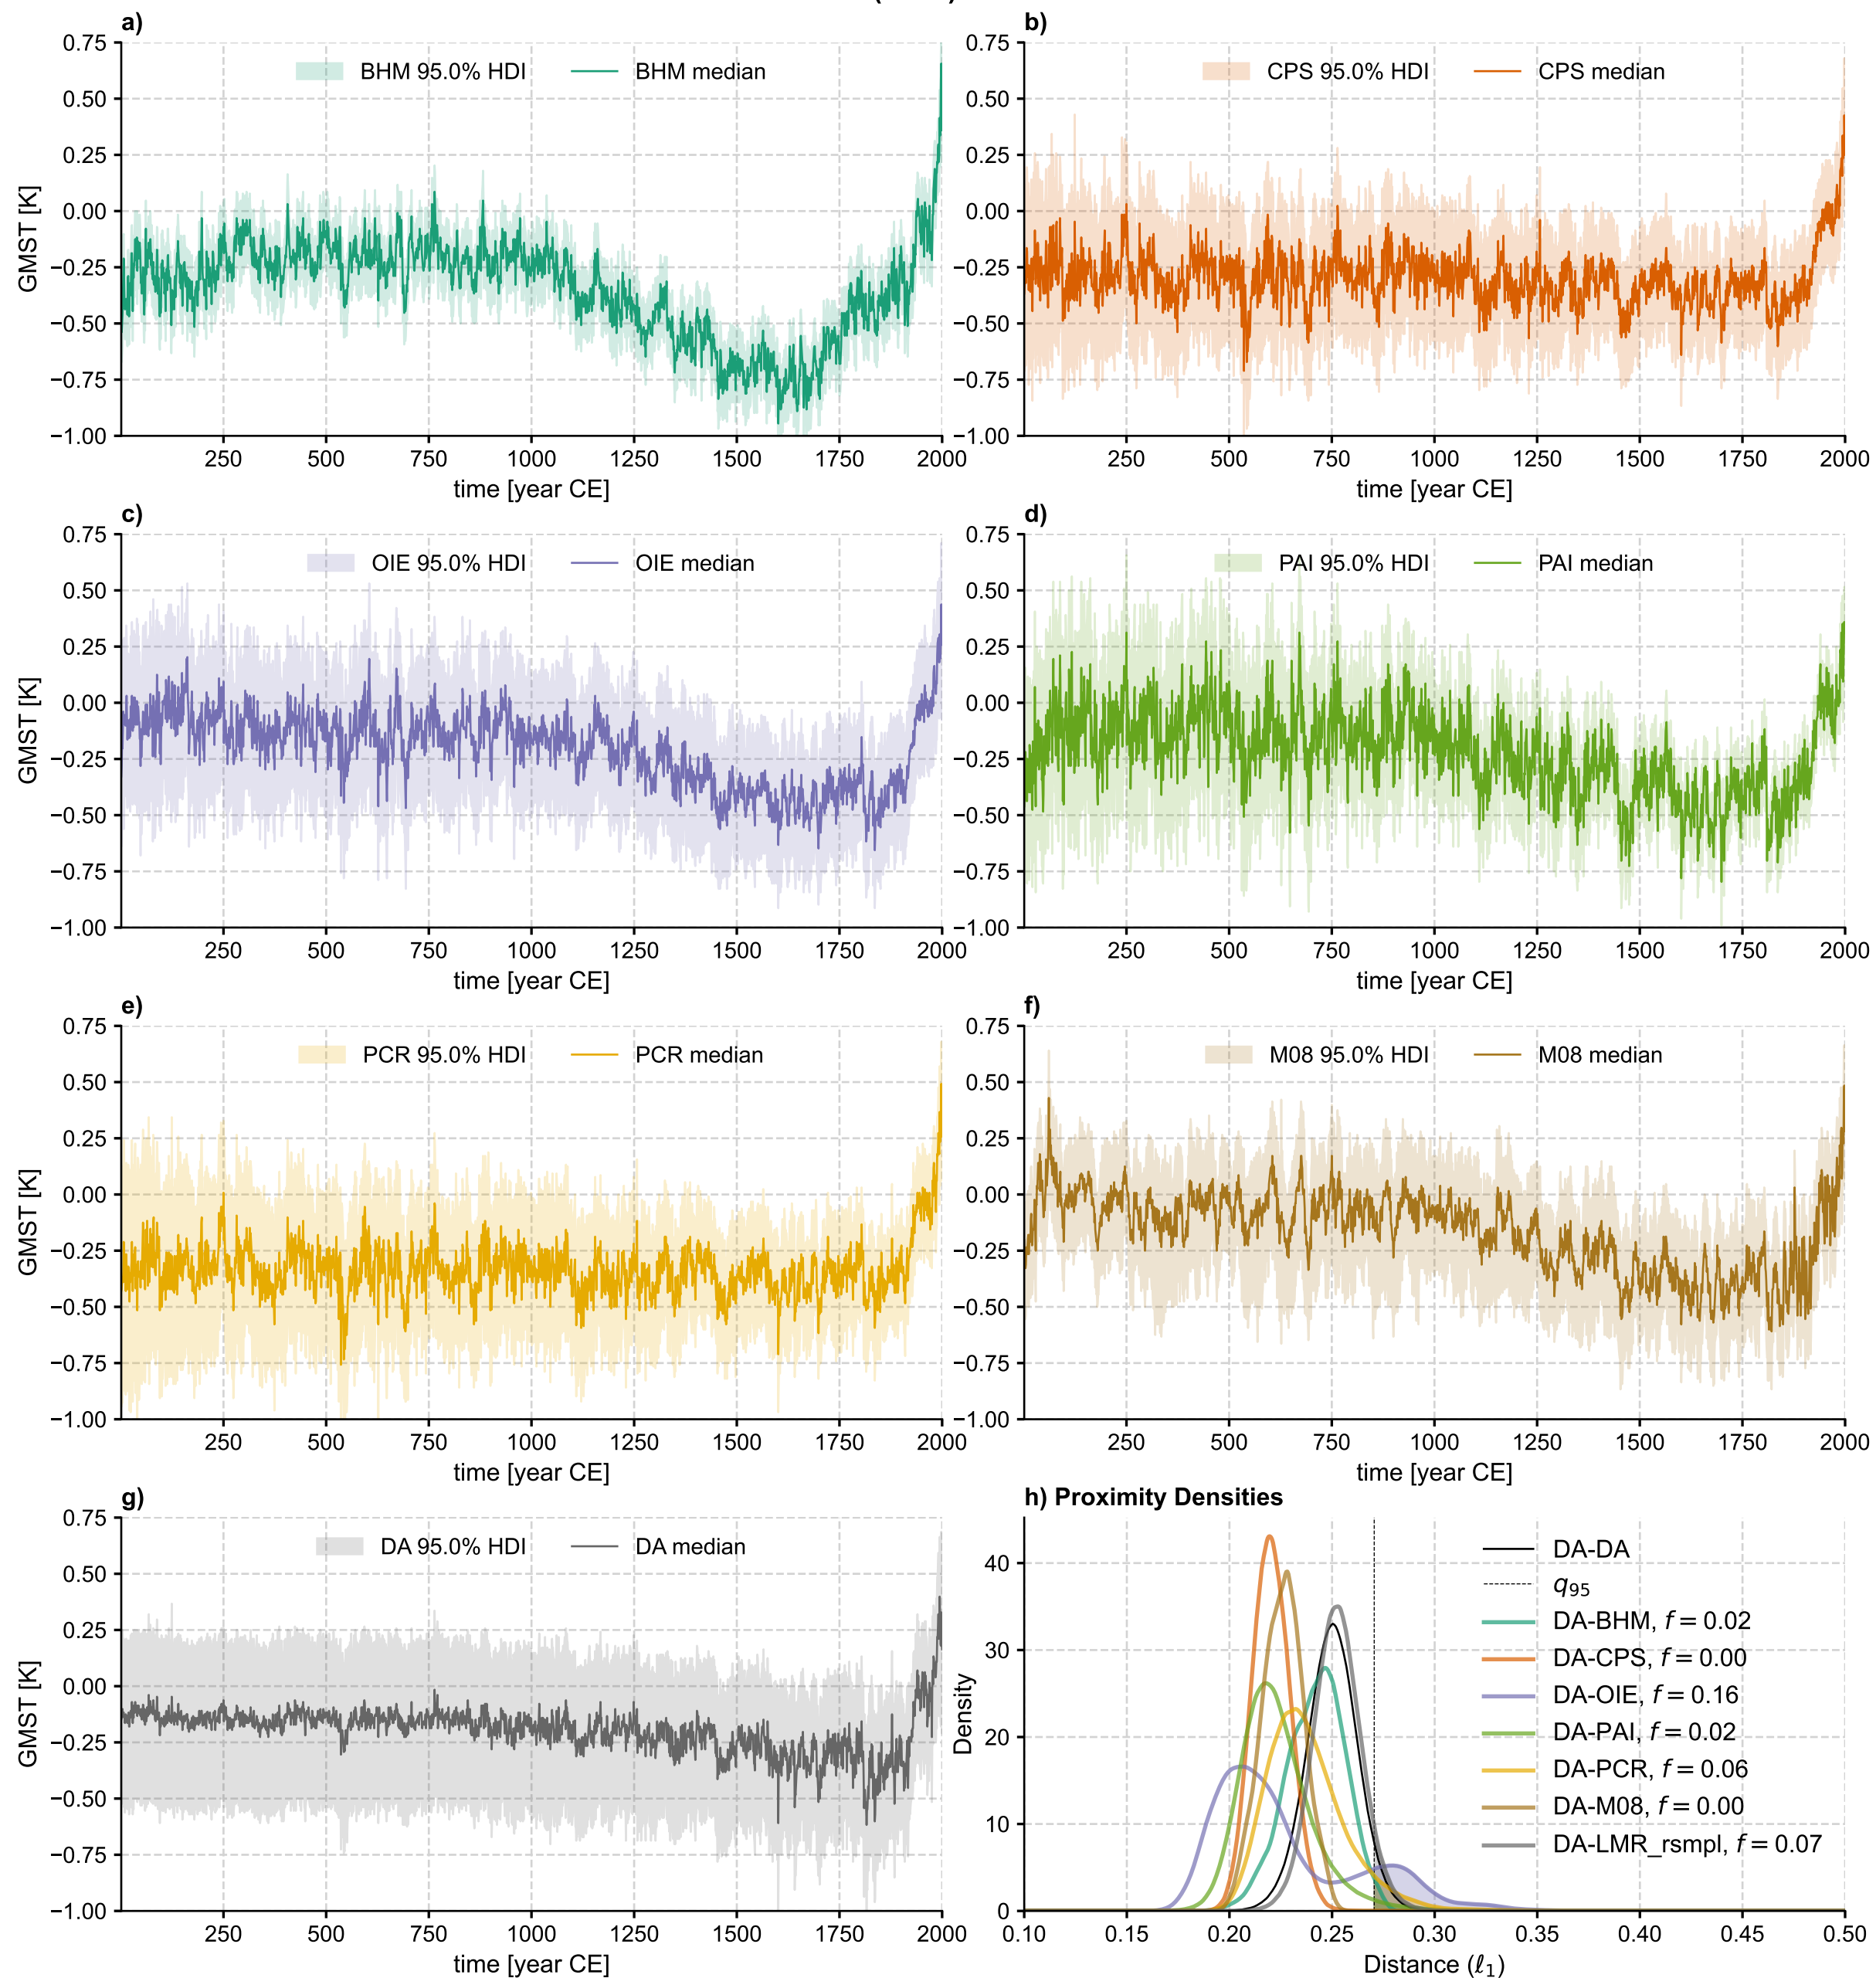 a)
BHM 95.0% HDI BHM median
0.75
0.50
0.25
0.00
−0.25
−0.50
−0.75
−1.00
GMST [K]
250 500 750 1000 1250 1500 1750 2000
time [year CE]
b)
CPS 95.0% HDI CPS median
0.75
0.50
0.25
0.00
−0.25
−0.50
−0.75
−1.00
250 500 750 1000 1250 1500 1750 2000
time [year CE]
c)
OIE 95.0% HDI OIE median
0.75
0.50
0.25
0.00
−0.25
−0.50
−0.75
−1.00
GMST [K]
250 500 750 1000 1250 1500 1750 2000
time [year CE]
d)
PAI 95.0% HDI PAI median
0.75
0.50
0.25
0.00
−0.25
−0.50
−0.75
−1.00
250 500 750 1000 1250 1500 1750 2000
time [year CE]
e)
PCR 95.0% HDI PCR median
0.75
0.50
0.25
0.00
−0.25
−0.50
−0.75
−1.00
GMST [K]
250 500 750 1000 1250 1500 1750 2000
time [year CE]
f)
M08 95.0% HDI M08 median
0.75
0.50
0.25
0.00
−0.25
−0.50
−0.75
−1.00
250 500 750 1000 1250 1500 1750 2000
time [year CE]
g)
DA 95.0% HDI DA median
0.75
0.50
0.25
0.00
−0.25
−0.50
−0.75
−1.00
GMST [K]
250 500 750 1000 1250 1500 1750 2000
time [year CE]
h) Proximity Densities
40
30
20
10
0
Density
DA-DA
q95
DA-BHM, f = 0.02
DA-CPS, f = 0.00
DA-OIE, f = 0.16
DA-PAI, f = 0.02
DA-PCR, f = 0.06
DA-M08, f = 0.00
DA-LMR_rsmpl, f = 0.07
0.10 0.15 0.20 0.25 0.30 0.35 0.40 0.45 0.50
Distance (ℓ1)